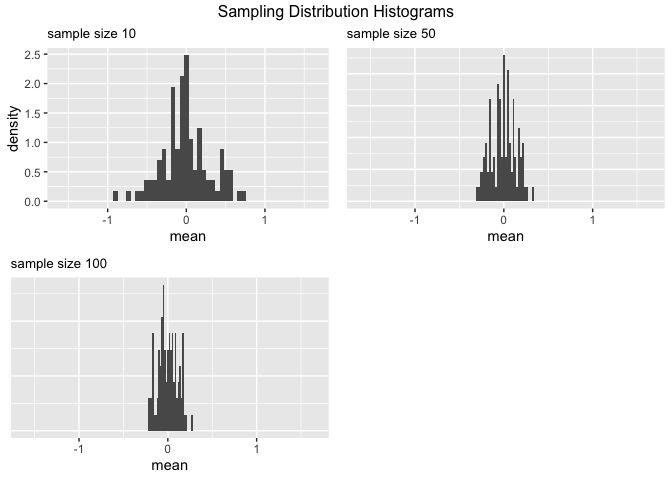 Sampling Distribution Histograms
sample size 10
2.5
2.0
1.5
1.0
0.5
0.0
density
-1 0 1
mean
sample size 50
-1 0 1
mean
sample size 100
-1 0 1
mean